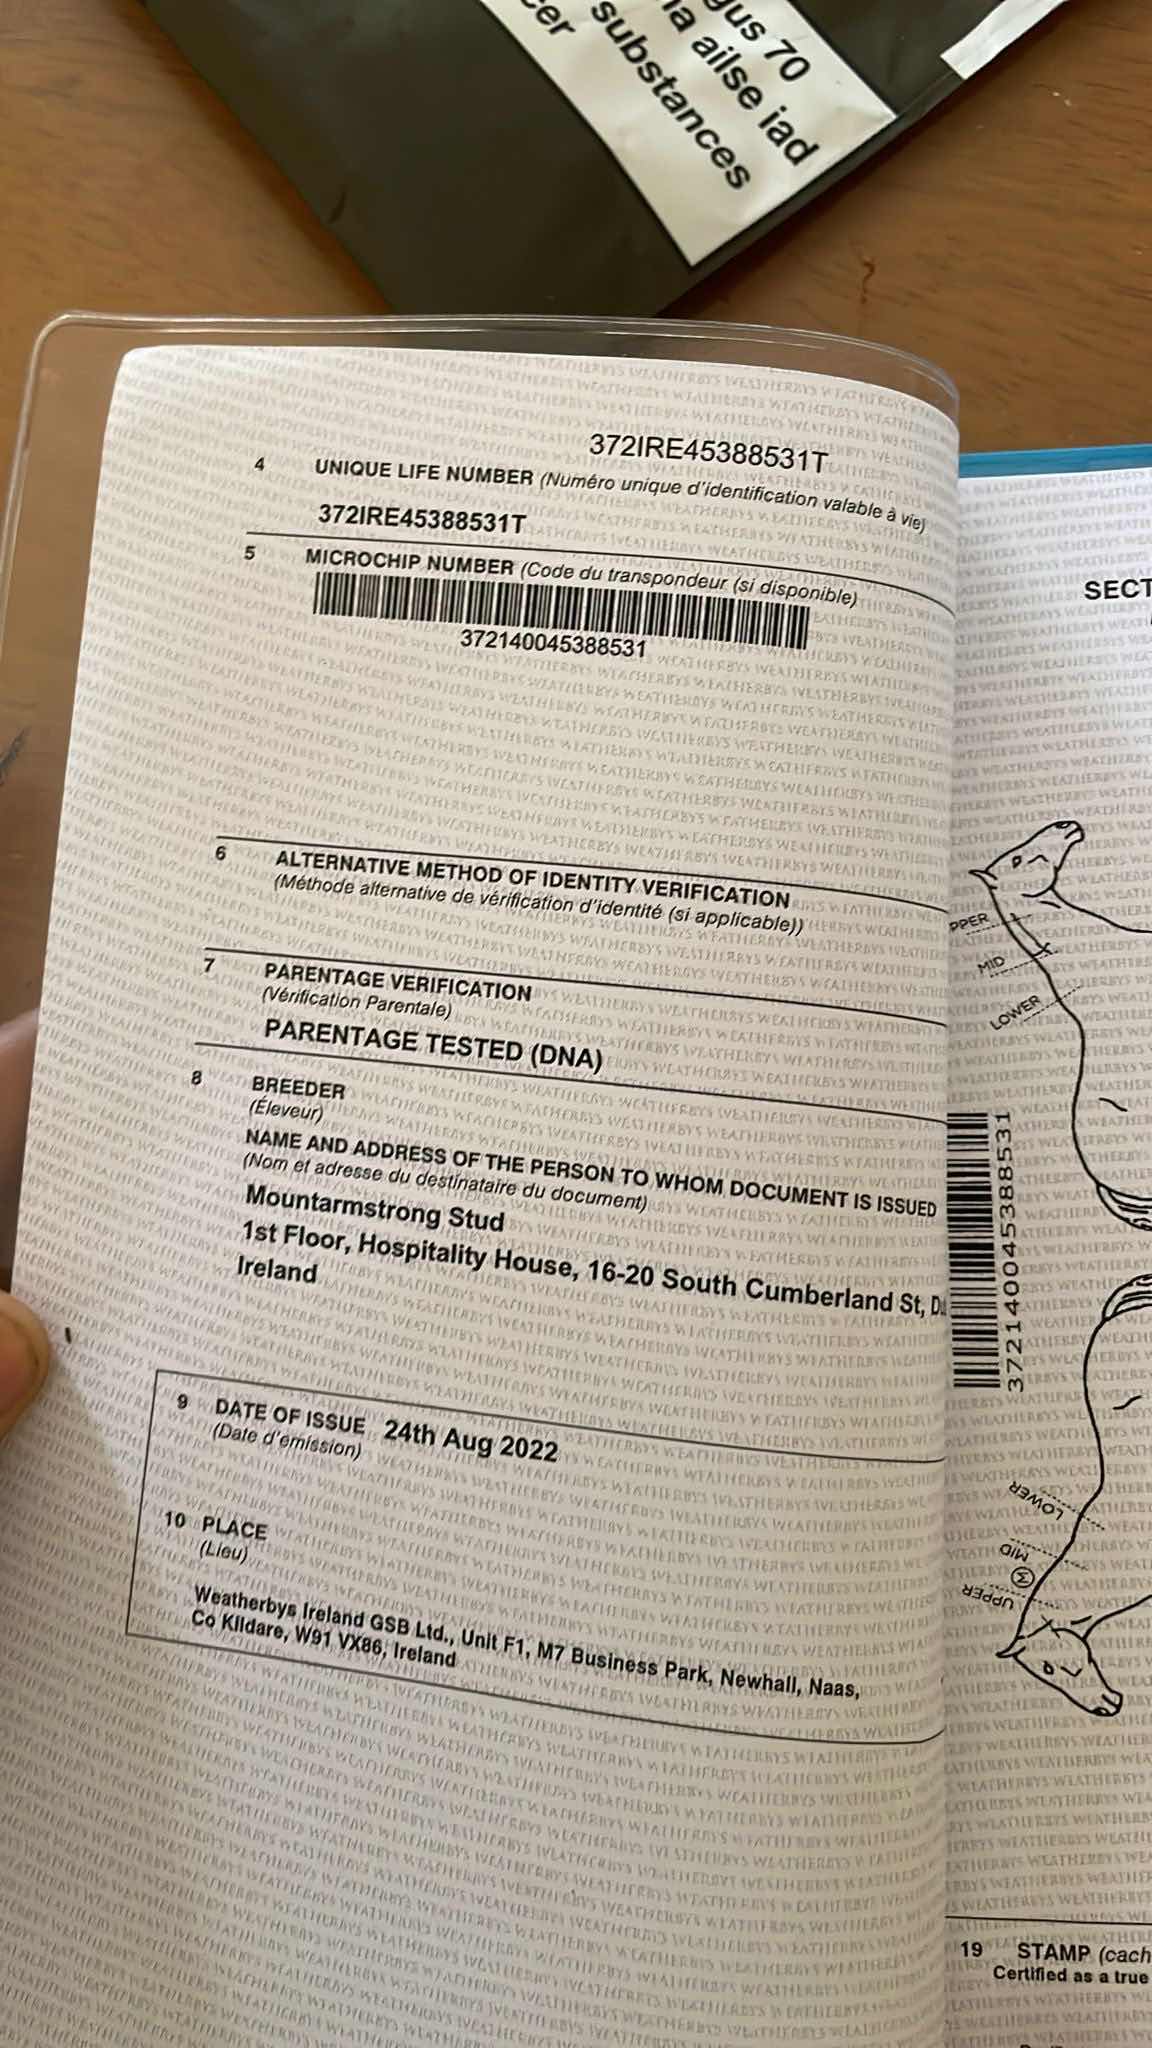 gus 70
la ailse iad
substances
cer
372IRE45388531T
4 UNIQUE LIFE NUMBER (Numéro unique d'identification valable à vie)
372IRE45388531T
5 MICROCHIP NUMBER (Code du transpondeur (si disponible)
372140045388531
6 ALTERNATIVE METHOD OF IDENTITY VERIFICATION
(Méthode alternative de vérification d'identité (si applicable))
7 PARENTAGE VERIFICATION
(Vérification Parentale)
PARENTAGE TESTED (DNA)
8 BREEDER
(Éleveur)
NAME AND ADDRESS OF THE PERSON TO WHOM DOCUMENT IS ISSUED
(Nom et adresse du destinataire du document)
Mountarmstrong Stud
1st Floor, Hospitality House, 16-20 South Cumberland St,
Ireland
9 DATE OF ISSUE 24th Aug 2022
(Date d'émission)
10 PLACE
(Lieu)
Weatherbys Ireland GSB Ltd., Unit F1, M7 Business Park, Newhall, Naas,
Co Kildare, W91 VX86, Ireland
SECT
PPER
MID
LOWER
372140045388531
LOWER
MID
UPPER
19 STAMP (cach
Certified as a true